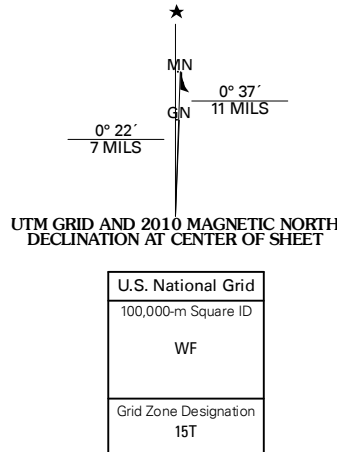 MN
0° 37´
11 MILS
GN
0° 22´
7 MILS
UTM GRID AND 2010 MAGNETIC NORTH
DECLINATION AT CENTER OF SHEET
U.S. National Grid
100,000-m Square ID
WF
Grid Zone Designation
15T